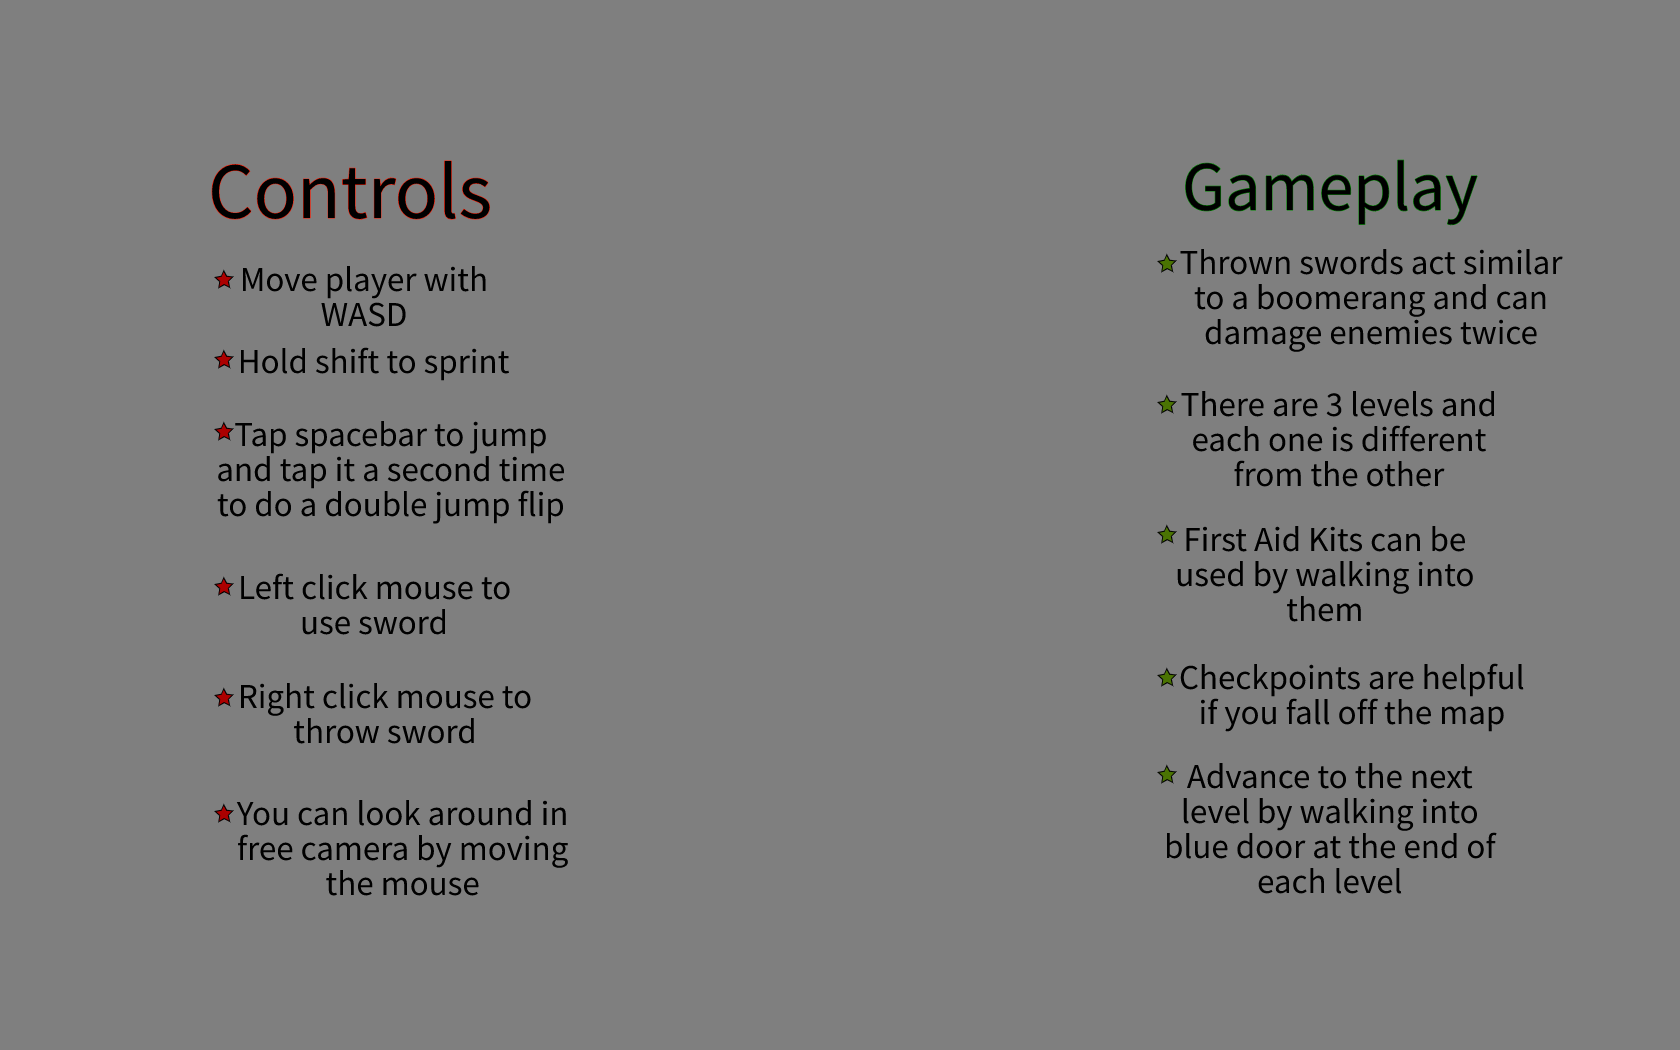 Controls
Move player with
WASD
Hold shift to sprint
Tap spacebar to jump
and tap it a second time
to do a double jump flip
Left click mouse to
use sword
Right click mouse to
throw sword
You can look around in
free camera by moving
the mouse
Gameplay
Thrown swords act similar
to a boomerang and can
damage enemies twice
There are 3 levels and
each one is different
from the other
First Aid Kits can be
used by walking into
them
Checkpoints are helpful
if you fall off the map
Advance to the next
level by walking into
blue door at the end of
each level